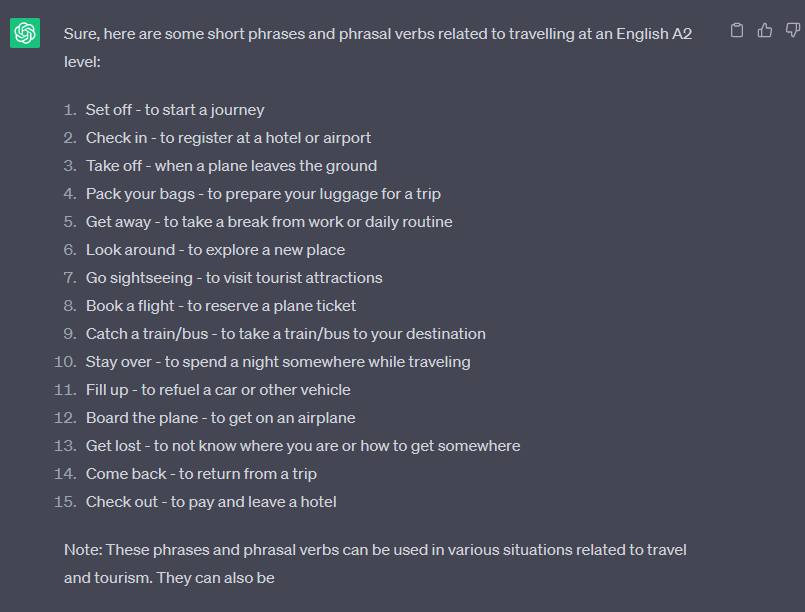 Sure, here are some short phrases and phrasal verbs related to travelling at an English A2
level:
1. Set off - to start a journey
2. Check in - to register at a hotel or airport
3. Take off - when a plane leaves the ground
4. Pack your bags - to prepare your luggage for a trip
5. Get away - to take a break from work or daily routine
6. Look around - to explore a new place
7. Go sightseeing - to visit tourist attractions
8. Book a flight - to reserve a plane ticket
9. Catch a train/bus - to take a train/bus to your destination
10. Stay over - to spend a night somewhere while traveling
11. Fill up - to refuel a car or other vehicle
12. Board the plane - to get on an airplane
13. Get lost - to not know where you are or how to get somewhere
14. Come back - to return from a trip
15. Check out - to pay and leave a hotel
Note: These phrases and phrasal verbs can be used in various situations related to travel
and tourism. They can also be